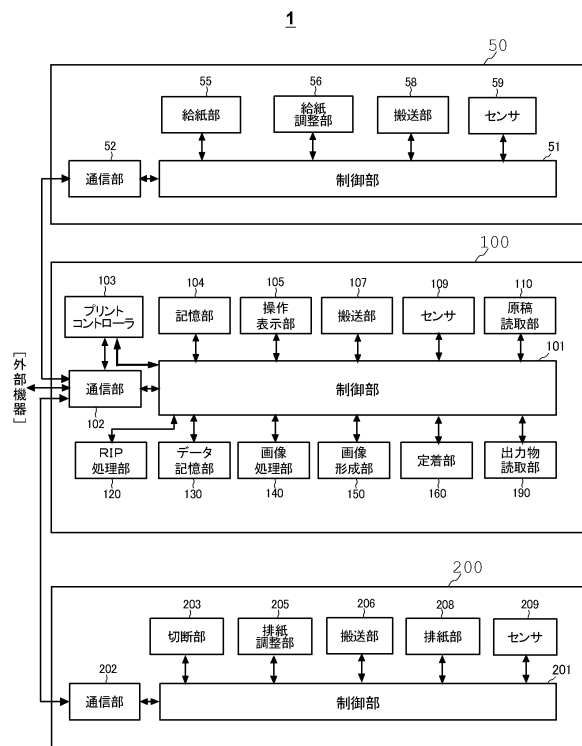 1
50
55
56
58
59
給紙部
給紙
調整部
搬送部
センサ
52
51
通信部
制御部
100
103
104
105
107
109
110
プリント
コントローラ
記憶部
操作
表示部
搬送部
センサ
原稿
読取部
101
[外部機器]
通信部
制御部
102
RIP
処理部
データ
記憶部
画像
処理部
画像
形成部
定着部
出力物
読取部
120
130
140
150
160
190
200
203
205
206
208
209
切断部
排紙
調整部
搬送部
排紙部
センサ
202
201
通信部
制御部